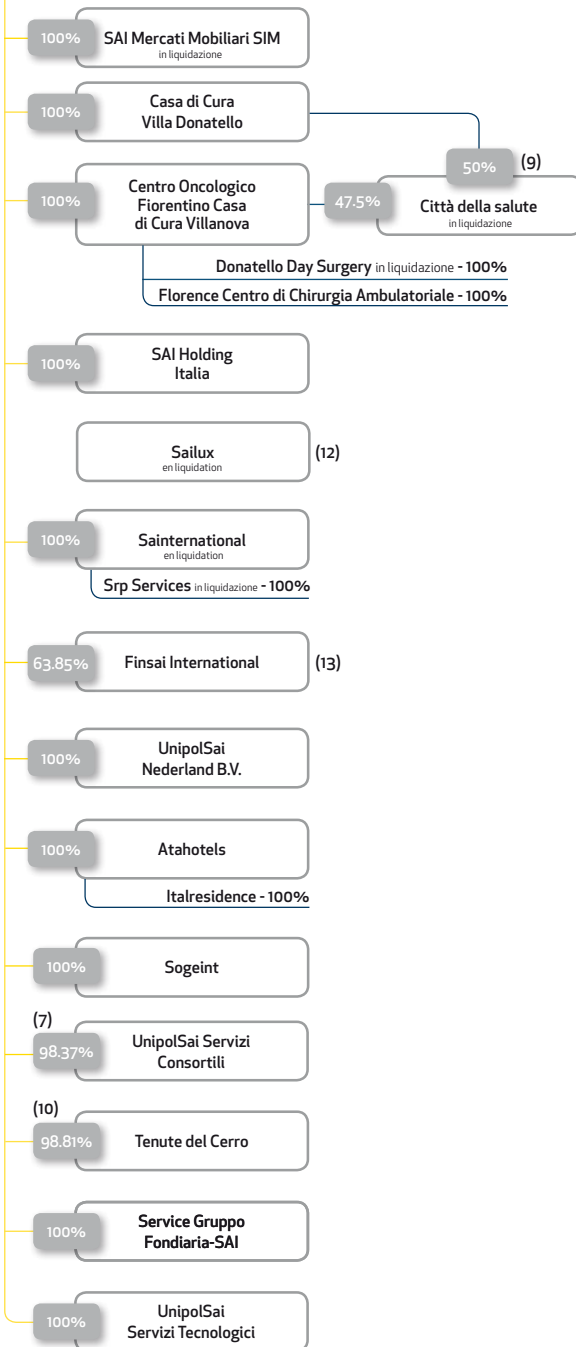 100%
SAI Mercati Mobiliari SIM
in liquidazione
100%
Casa di Cura
Villa Donatello
50%
(9)
100%
Centro Oncologico
Fiorentino Casa
di Cura Villanova
47.5%
Città della salute
in liquidazione
Donatello Day Surgery in liquidazione - 100%
Florence Centro di Chirurgia Ambulatoriale - 100%
100%
SAI Holding
Italia
Sailux
en liquidation
(12)
100%
Sainternational
en liquidation
Srp Services in liquidazione - 100%
63.85%
Finsai International
(13)
100%
UnipolSai
Nederland B.V.
100%
Atahotels
Italresidence - 100%
100%
Sogeint
(7)
98.37%
UnipolSai Servizi
Consortili
(10)
98.81%
Tenute del Cerro
100%
Service Gruppo
Fondiaria-SAI
100%
UnipolSai
Servizi Tecnologici